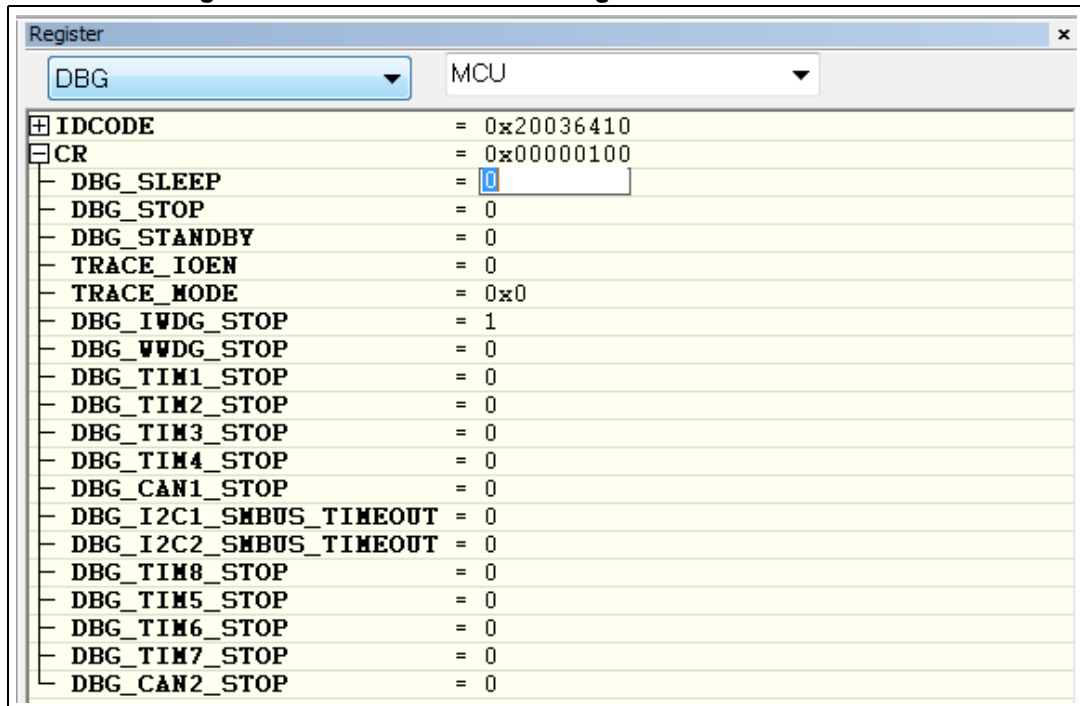 Register x
DBG MCU
IDCODE = 0x20036410
CR = 0x00000100
DBG_SLEEP = 0
DBG_STOP = 0
DBG_STANDBY = 0
TRACE_IOEN = 0
TRACE_MODE = 0x0
DBG_IWDG_STOP = 1
DBG_WWDG_STOP = 0
DBG_TIM1_STOP = 0
DBG_TIM2_STOP = 0
DBG_TIM3_STOP = 0
DBG_TIM4_STOP = 0
DBG_CAN1_STOP = 0
DBG_I2C1_SMBUS_TIMEOUT = 0
DBG_I2C2_SMBUS_TIMEOUT = 0
DBG_TIM8_STOP = 0
DBG_TIM5_STOP = 0
DBG_TIM6_STOP = 0
DBG_TIM7_STOP = 0
DBG_CAN2_STOP = 0